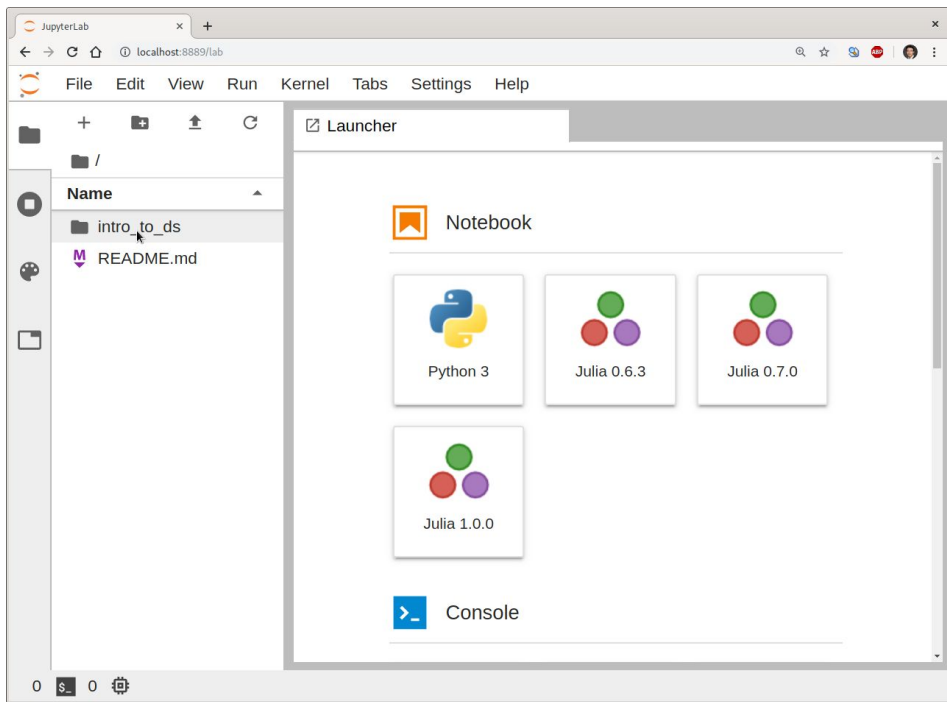 JupyterLab
localhost:8889/lab
ABP
File Edit View Run Kernel Tabs Settings Help
Launcher
/
Name
intro_to_ds
M README.md
Notebook
Python 3
Julia 0.6.3
Julia 0.7.0
Julia 1.0.0
>_ Console
0 $_ 0